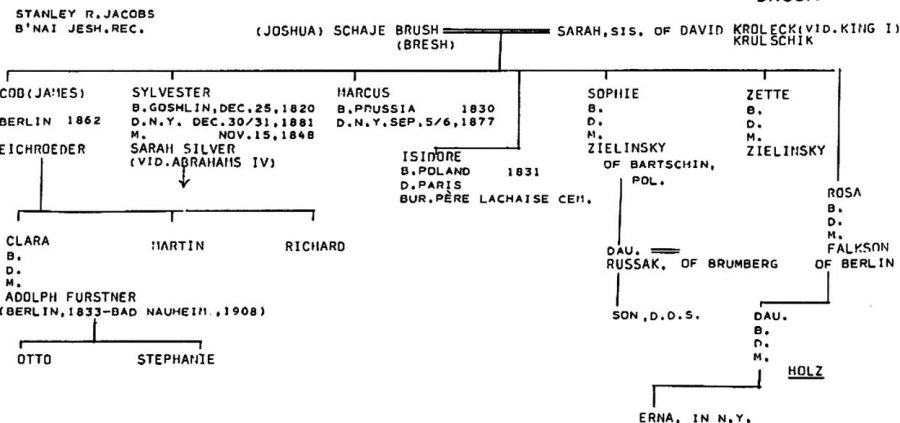 STANLEY R.JACOBS
B'NAI JESH.REC.
(JOSHUA) SCHAJE BRUSH
(BRESH)
SARAH,SIS. OF DAVID KROLECK(VID.KING I)
KRULSCHIK
COB(JAMES)
BERLIN 1862
EICHROEDER
SYLVESTER
B.GOSHLIN,DEC.25,1820
D.N.Y. DEC.30/31,1881
M. NOV.15,1848
SARAH SILVER
(VID.ABRAHAMS IV)
MARCUS
B.PRUSSIA 1830
D.N.Y.SEP.5/6,1877
ISIDORE
B.POLAND 1831
D.PARIS
BUR.PÈRE LACHAISE CEM.
SOPHIE
B.
D.
M.
ZIELINSKY
OF BARTSCHIN,
POL.
ZETTE
B.
D.
M.
ZIELINSKY
ROSA
B.
D.
M.
FALKSON
OF BERLIN
CLARA
B.
D.
M.
ADOLPH FURSTNER
(BERLIN,1833-BAD NAUHEIM.,1908)
MARTIN
RICHARD
DAU.
RUSSAK, OF BRUMBERG
SON,D.D.S.
DAU.
B.
D.
M.
HOLZ
OTTO
STEPHANIE
ERNA, IN N.Y.